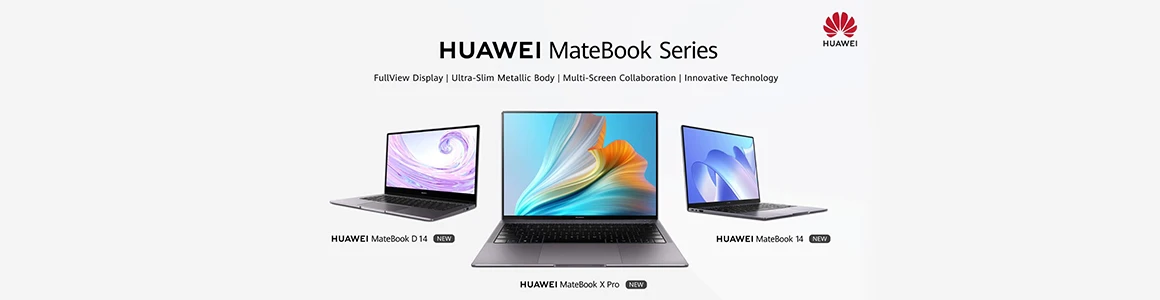 HUAWEI
HUAWEI MateBook Series
FullView Display | Ultra-Slim Metallic Body | Multi-Screen Collaboration | Innovative Technology
HUAWEI MateBook D 14 NEW
HUAWEI MateBook 14 NEW
HUAWEI MateBook X Pro NEW